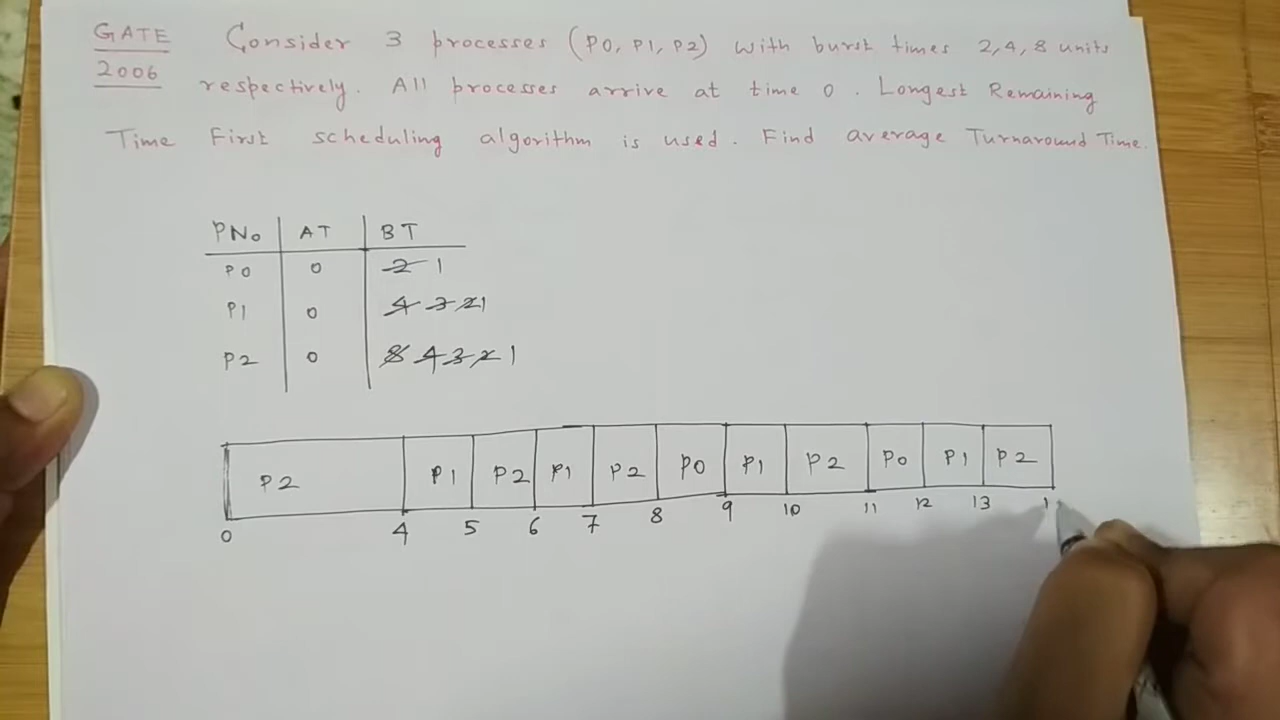 GATE Consider 3 processes (P0, P1, P2) with burst times 2, 4, 8 units
2006 respectively. All processes arrive at time 0. Longest Remaining
Time First scheduling algorithm is used. Find average Turnaround Time.
PNo AT BT
P0 0 2 1
P1 0 4 3 2 1
P2 0 8 4 3 2 1
P2 P1 P2 P1 P2 P0 P1 P2 P0 P1 P2
0 4 5 6 7 8 9 10 11 12 13 1